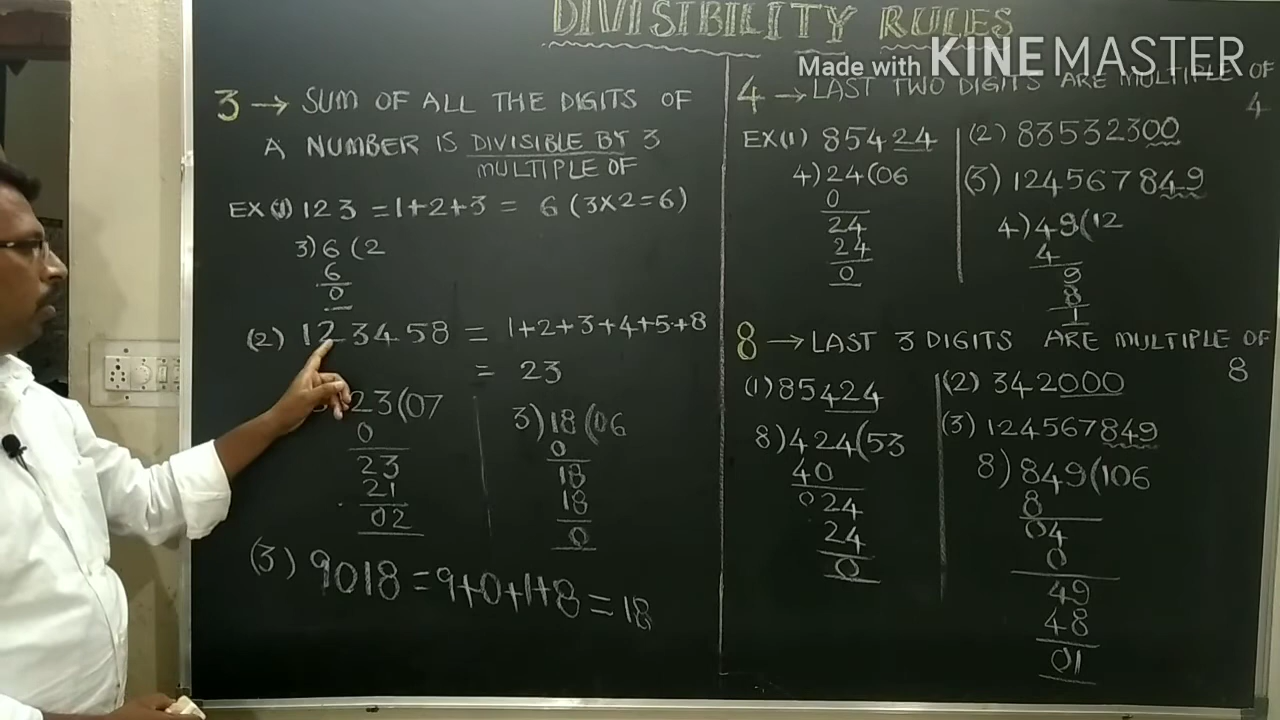 DIVISIBILITY RULES
Made with KINEMASTER
3 → SUM OF ALL THE DIGITS OF
A NUMBER IS DIVISIBLE BY 3
MULTIPLE OF
EX (1) 123 = 1+2+3 = 6 (3X2=6)
3) 6 (2
6
0
(2) 123458 = 1+2+3+4+5+8
= 23
23(07
0
23
21
02
3) 18 (06
0
18
18
0
(3) 9018 = 9+0+1+8 = 18
4 → LAST TWO DIGITS ARE MULTIPLE OF
4
EX(1) 85424
4) 24 (06
0
24
24
0
(2) 83532300
(3) 124567849
4) 49 (12
4
9
8
1
8 → LAST 3 DIGITS ARE MULTIPLE OF
8
(1) 85424
8) 424 (53
40
024
24
0
(2) 342000
(3) 124567849
8) 849 (106
8
04
0
49
48
01